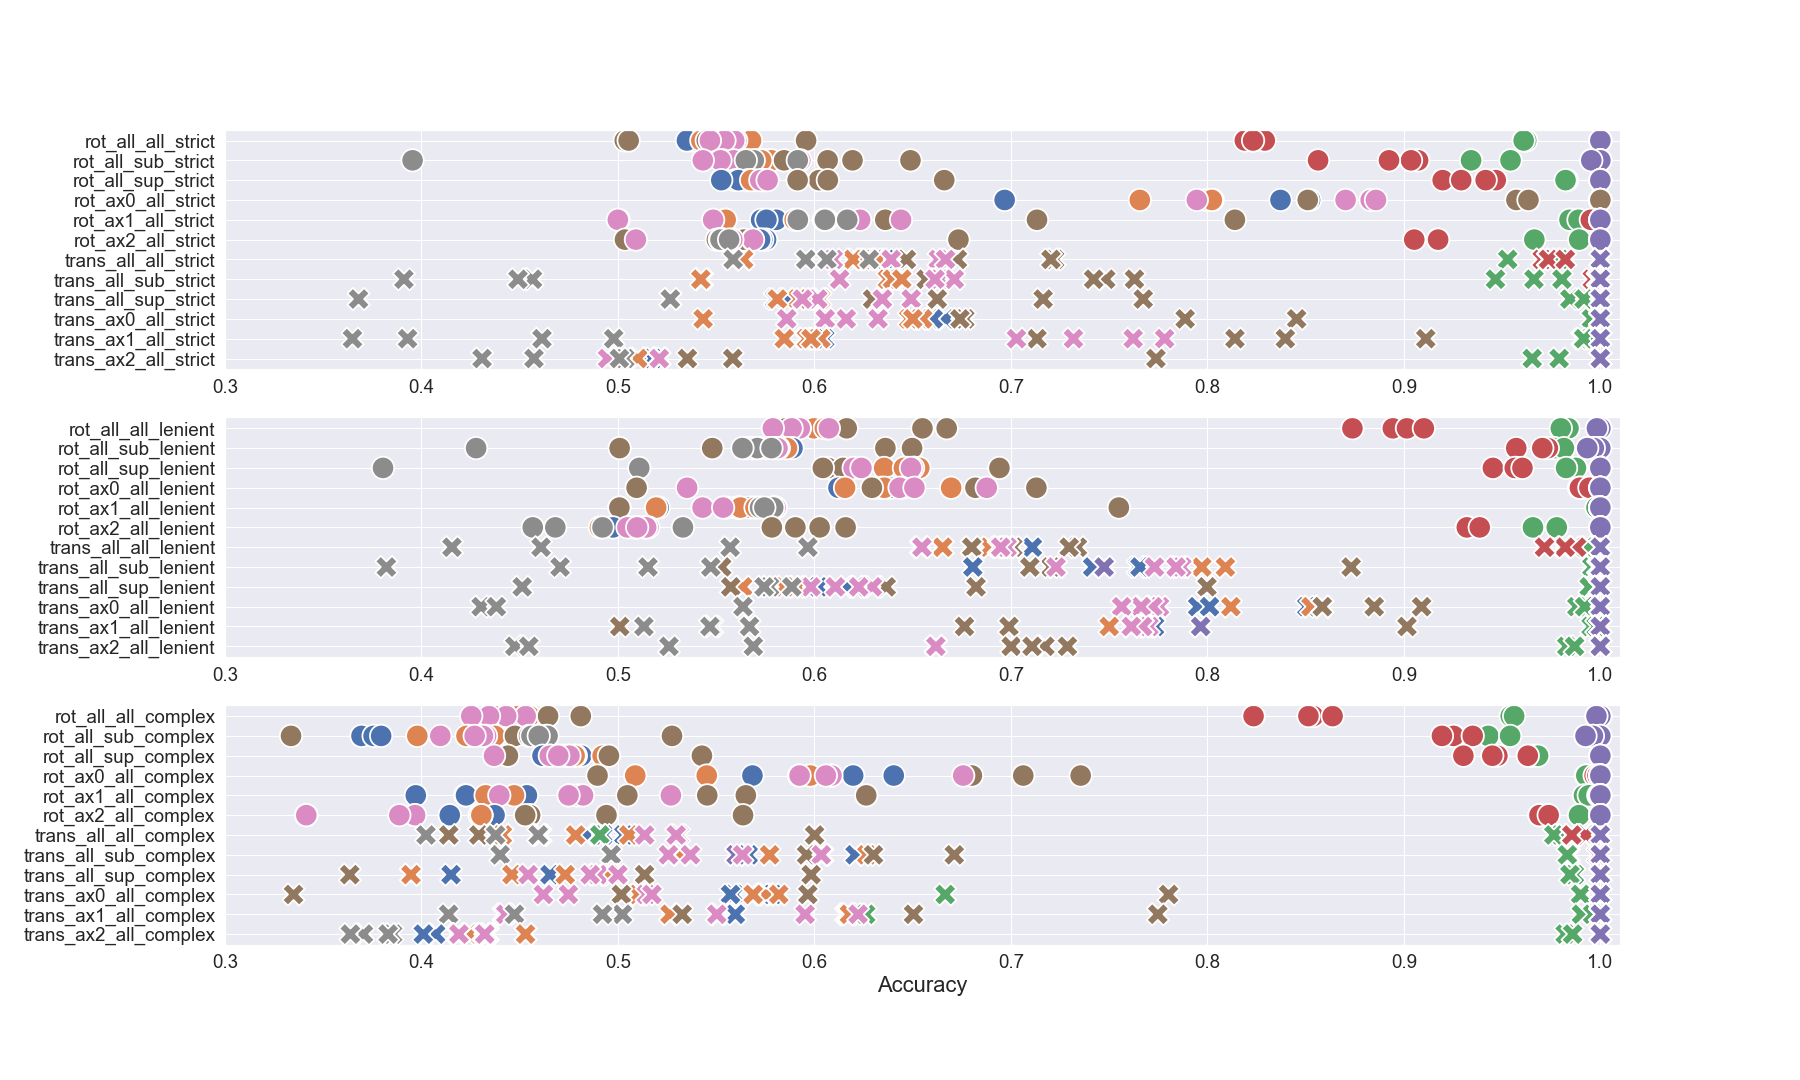 rot_all_all_strict
rot_all_sub_strict
rot_all_sup_strict
rot_ax0_all_strict
rot_ax1_all_strict
rot_ax2_all_strict
trans_all_all_strict
trans_all_sub_strict
trans_all_sup_strict
trans_ax0_all_strict
trans_ax1_all_strict
trans_ax2_all_strict
0.3 0.4 0.5 0.6 0.7 0.8 0.9 1.0
rot_all_all_lenient
rot_all_sub_lenient
rot_all_sup_lenient
rot_ax0_all_lenient
rot_ax1_all_lenient
rot_ax2_all_lenient
trans_all_all_lenient
trans_all_sub_lenient
trans_all_sup_lenient
trans_ax0_all_lenient
trans_ax1_all_lenient
trans_ax2_all_lenient
0.3 0.4 0.5 0.6 0.7 0.8 0.9 1.0
rot_all_all_complex
rot_all_sub_complex
rot_all_sup_complex
rot_ax0_all_complex
rot_ax1_all_complex
rot_ax2_all_complex
trans_all_all_complex
trans_all_sub_complex
trans_all_sup_complex
trans_ax0_all_complex
trans_ax1_all_complex
trans_ax2_all_complex
0.3 0.4 0.5 0.6 0.7 0.8 0.9 1.0
Accuracy